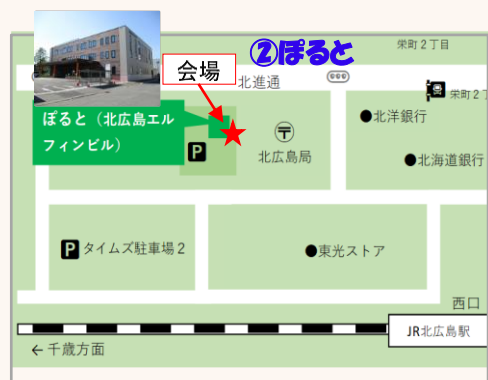 ②ぽると
栄町2丁目
会場
北進通
栄町2丁
ぽると（北広島エル
フィンビル）
P
〒
北広島局
●北洋銀行
●北海道銀行
P タイムズ駐車場2
●東光ストア
西口
JR北広島駅
←千歳方面